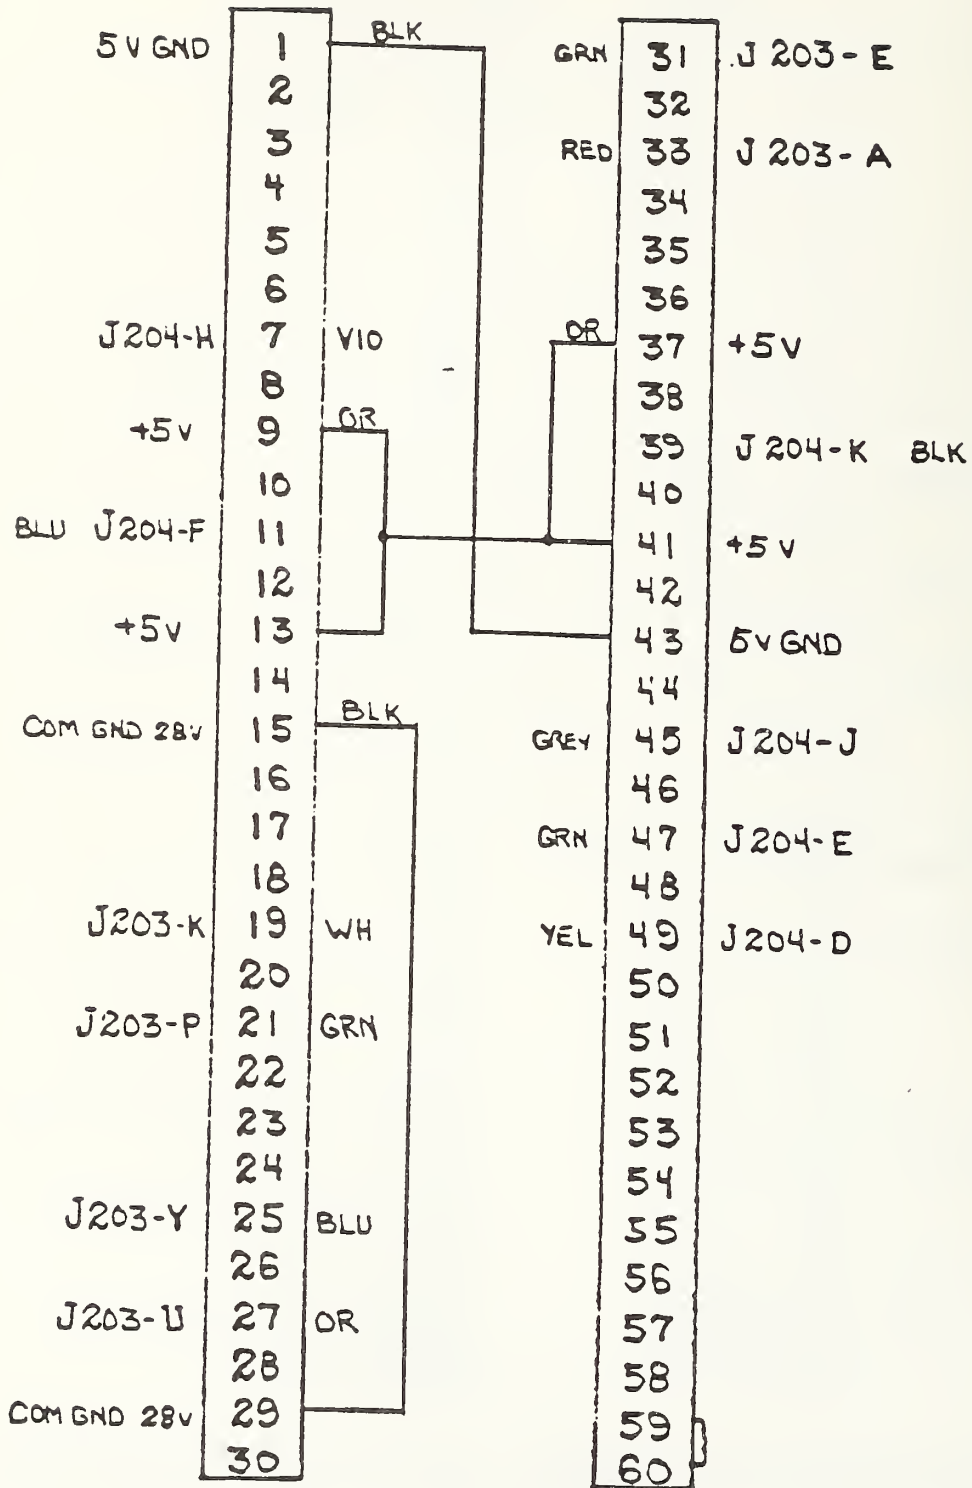 5V GND 1 BLK
2
3
4
5
6
J204-H 7 VIO
8
+5V 9 OR
10
BLU J204-F 11
12
+5V 13
14
COM GND 28V 15 BLK
16
17
18
J203-K 19 WH
20
J203-P 21 GRN
22
23
24
J203-Y 25 BLU
26
J203-U 27 OR
28
COM GND 28V 29
30
GRN 31 J203-E
32
RED 33 J203-A
34
35
36
OR 37 +5V
38
39 J204-K BLK
40
41 +5V
42
43 5V GND
44
GREY 45 J204-J
46
GRN 47 J204-E
48
YEL 49 J204-D
50
51
52
53
54
55
56
57
58
59
60